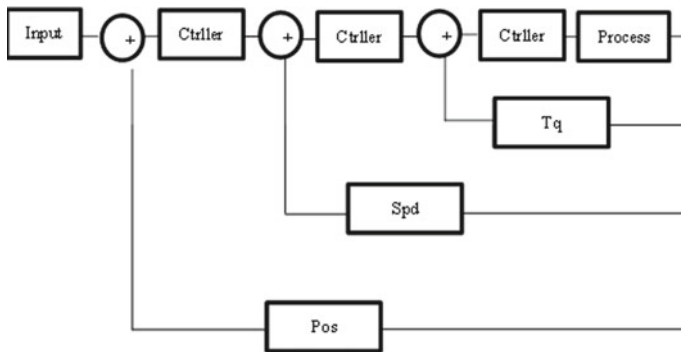 Input
+
Ctrller
+
Ctrller
+
Ctrller
Process
Tq
Spd
Pos